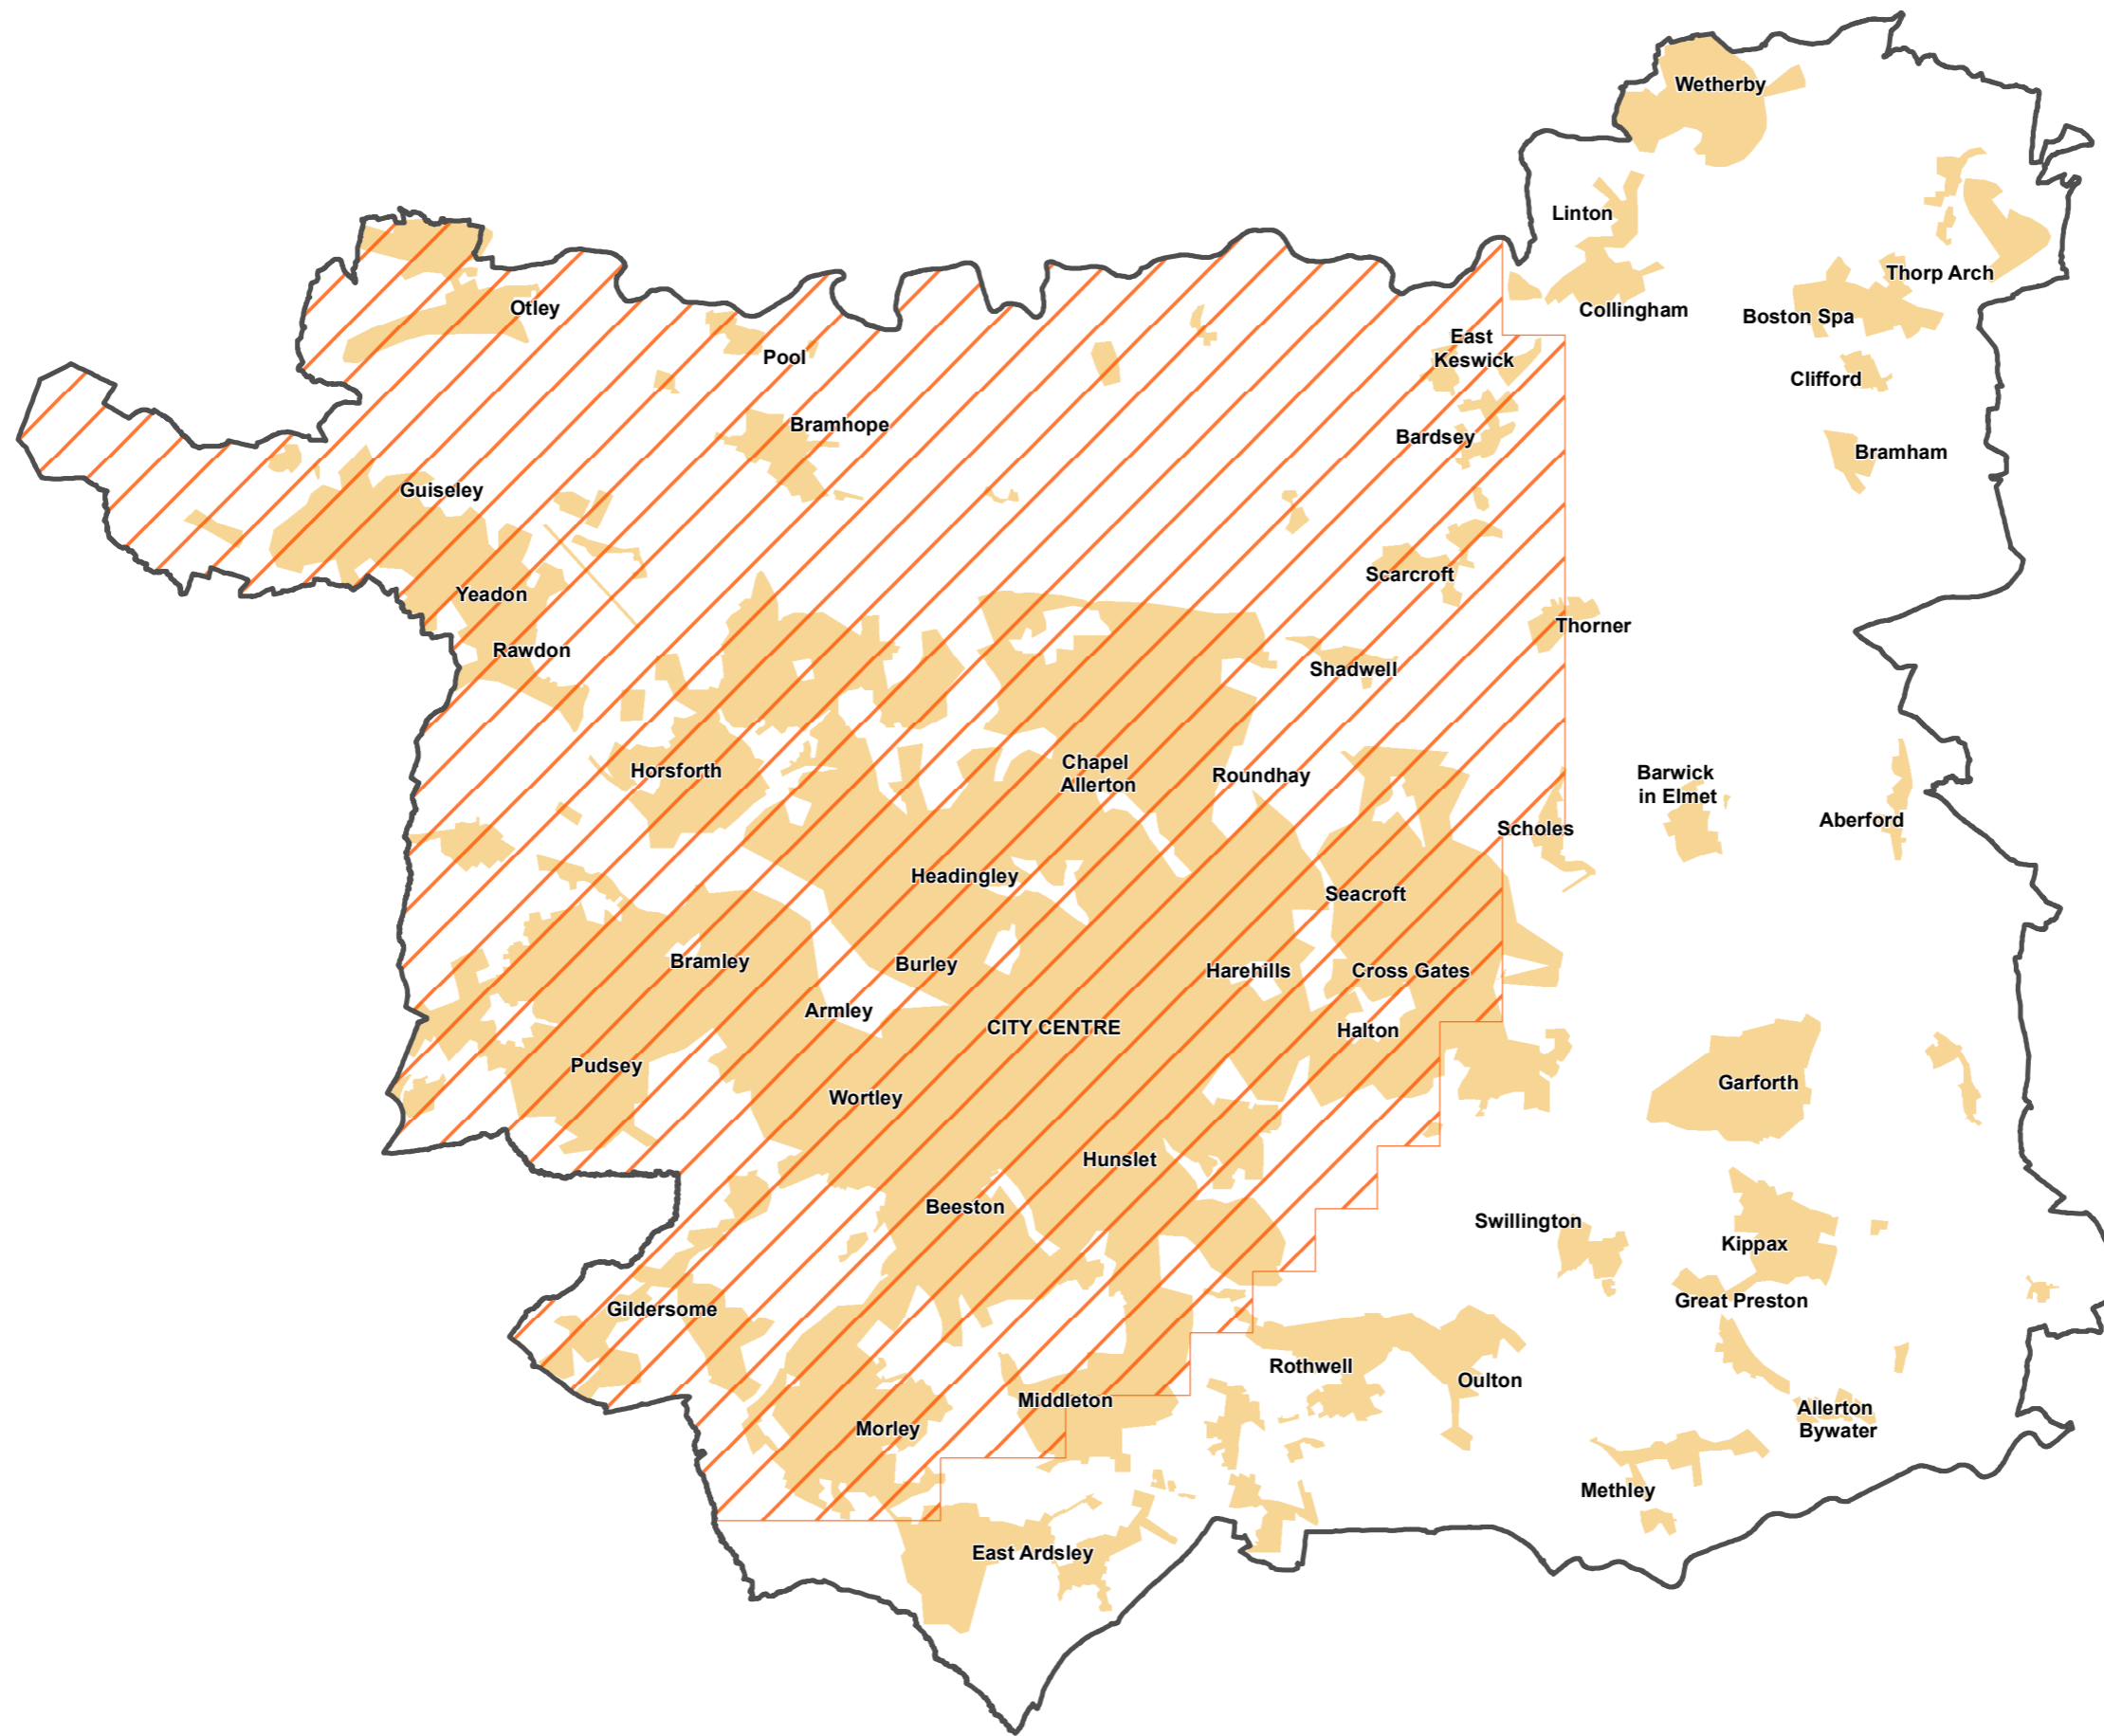 Wetherby
Linton
Thorp Arch
Otley
Collingham
Boston Spa
Pool
East
Keswick
Clifford
Bramhope
Bardsey
Bramham
Guiseley
Scarcroft
Yeadon
Thorner
Rawdon
Shadwell
Horsforth
Chapel
Allerton
Roundhay
Barwick
in Elmet
Aberford
Scholes
Headingley
Seacroft
Bramley
Burley
Harehills
Cross Gates
Armley
CITY CENTRE
Halton
Pudsey
Garforth
Wortley
Hunslet
Beeston
Swillington
Kippax
Great Preston
Gildersome
Rothwell
Oulton
Middleton
Allerton
Bywater
Morley
Methley
East Ardsley